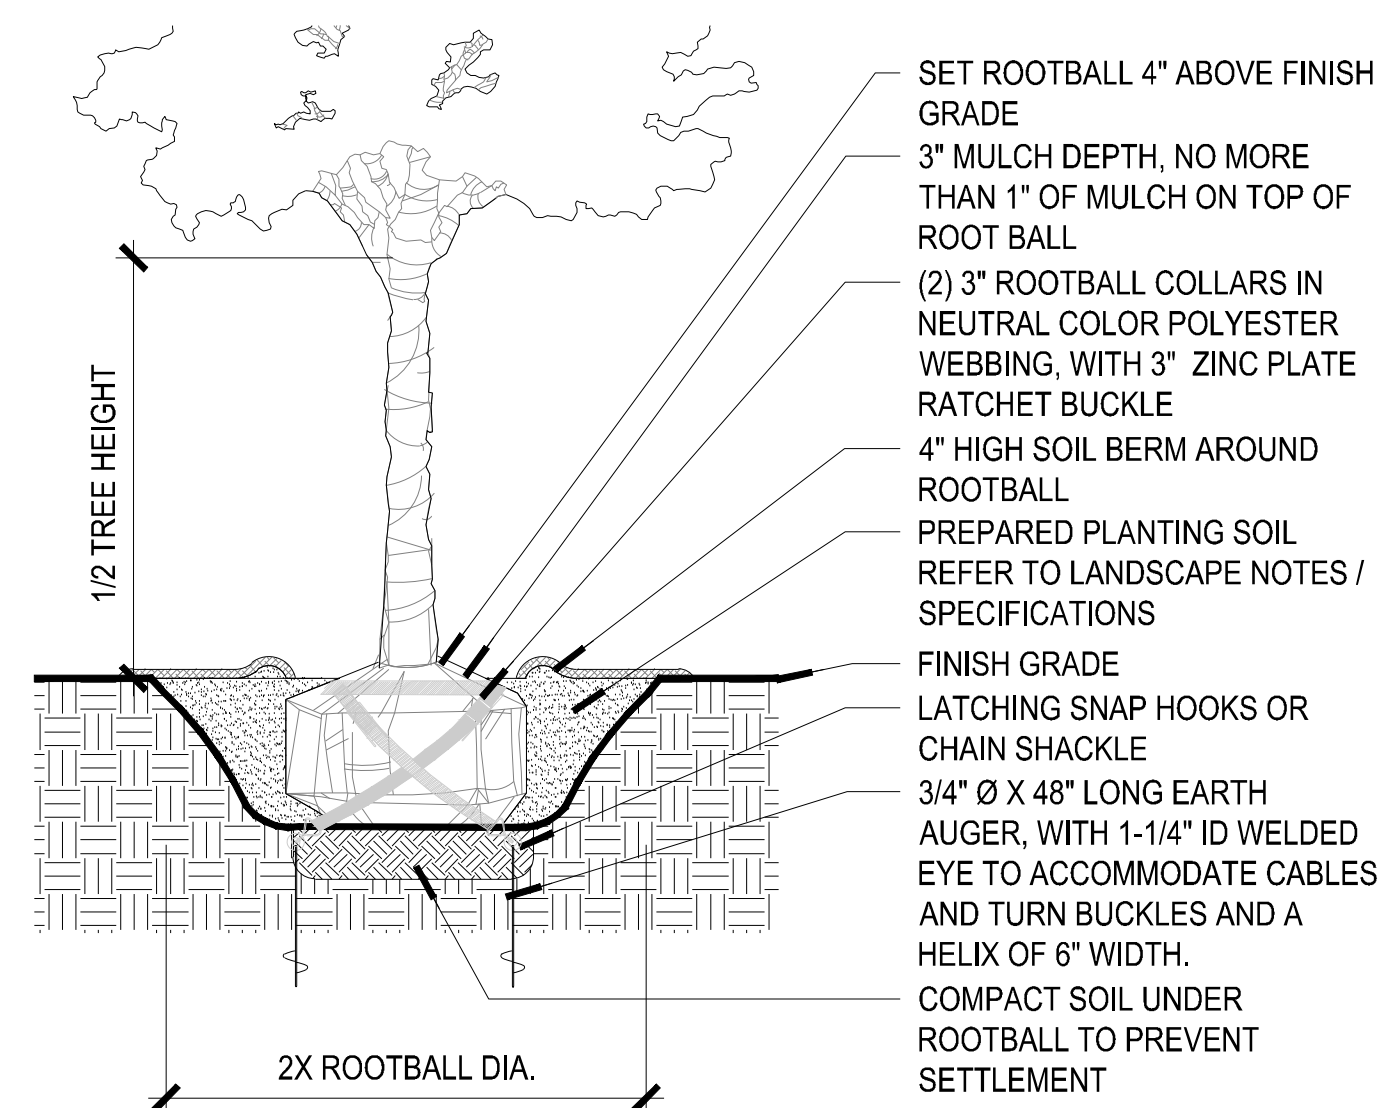 SET ROOTBALL 4" ABOVE FINISH
GRADE
3" MULCH DEPTH, NO MORE
THAN 1" OF MULCH ON TOP OF
ROOT BALL
(2) 3" ROOTBALL COLLARS IN
NEUTRAL COLOR POLYESTER
WEBBING, WITH 3" ZINC PLATE
RATCHET BUCKLE
4" HIGH SOIL BERM AROUND
ROOTBALL
PREPARED PLANTING SOIL
REFER TO LANDSCAPE NOTES /
SPECIFICATIONS
FINISH GRADE
LATCHING SNAP HOOKS OR
CHAIN SHACKLE
3/4" Ø X 48" LONG EARTH
AUGER, WITH 1-1/4" ID WELDED
EYE TO ACCOMMODATE CABLES
AND TURN BUCKLES AND A
HELIX OF 6" WIDTH.
COMPACT SOIL UNDER
ROOTBALL TO PREVENT
SETTLEMENT
1/2 TREE HEIGHT
2X ROOTBALL DIA.